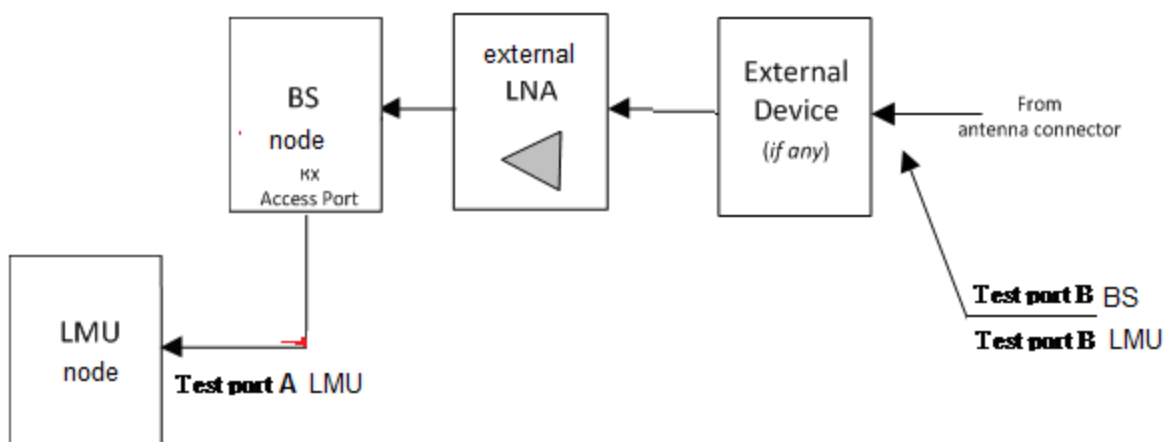 BS
node
RX
Access Port
external
LNA
External
Device
(if any)
From
antenna connector
Test port B BS
Test port B LMU
LMU
node
Test port A LMU